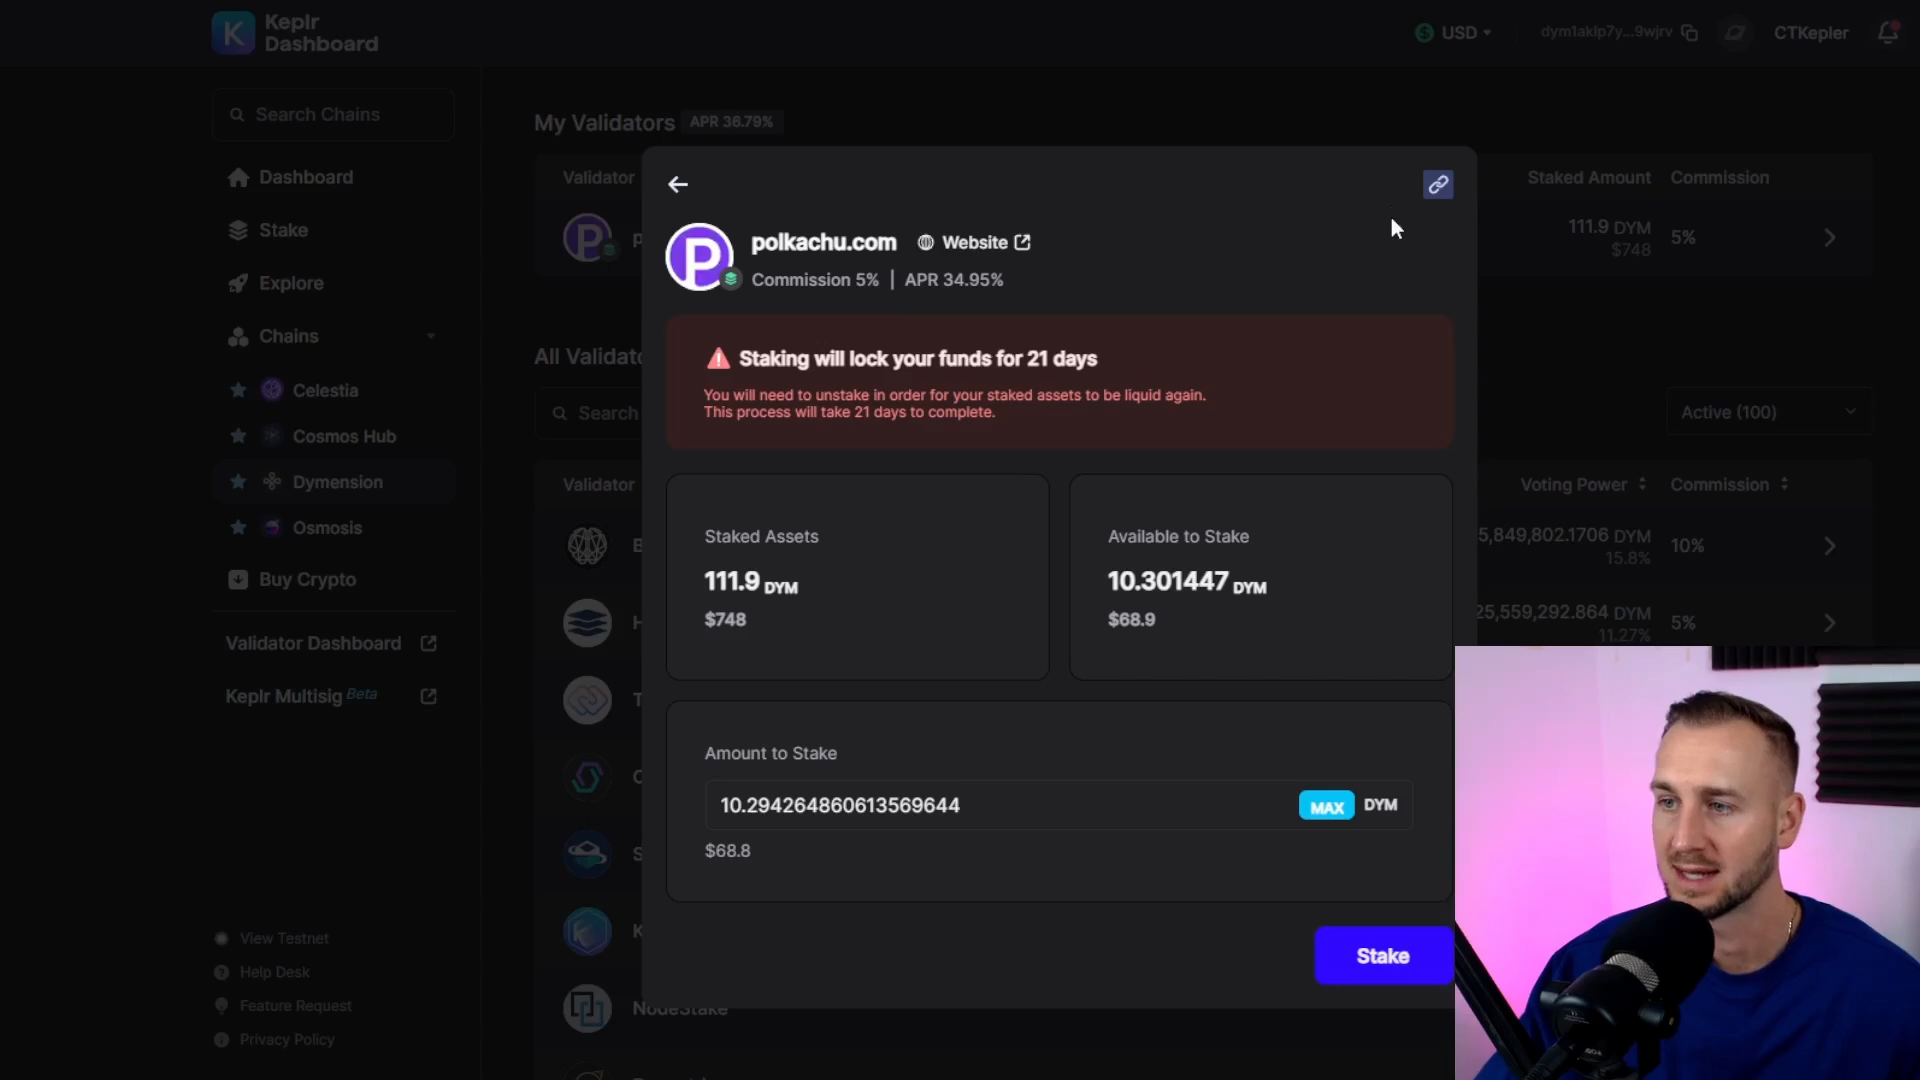 Keplr
Dashboard
USD
dym1aklp7y...9wjrv
CTKepler
Search Chains
Dashboard
Stake
Explore
Chains
Celestia
Cosmos Hub
Dymension
Osmosis
Buy Crypto
Validator Dashboard
Keplr Multisig Beta
View Testnet
Help Desk
Feature Request
Privacy Policy
My Validators APR 36.79%
Validator
Staked Amount Commission
111.9 DYM
$748
5%
Search
Active (100)
Validator
Voting Power Commission
5,849,802.1706 DYM
15.8%
10%
25,559,292.864 DYM
11.27%
5%
NodeStake
polkachu.com Website
Commission 5% | APR 34.95%
Staking will lock your funds for 21 days
You will need to unstake in order for your staked assets to be liquid again.
This process will take 21 days to complete.
Staked Assets
111.9 DYM
$748
Available to Stake
10.301447 DYM
$68.9
Amount to Stake
10.294264860613569644
MAX DYM
$68.8
Stake